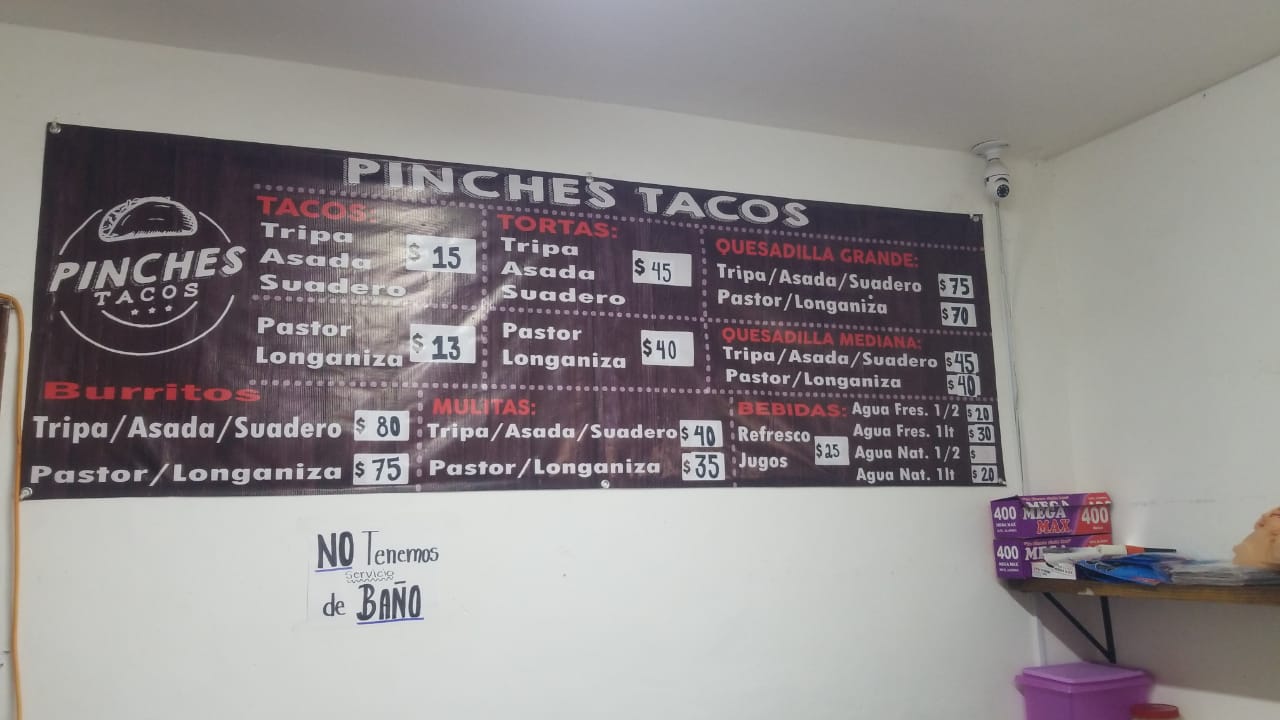 PINCHES TACOS
PINCHES
TACOS
TACOS:
Tripa
Asada
Suadero
$ 15
Pastor
Longaniza
$ 13
TORTAS:
Tripa
Asada
Suadero
$ 45
Pastor
Longaniza
$ 40
QUESADILLA GRANDE:
Tripa/Asada/Suadero $ 75
Pastor/Longaniza $ 70
QUESADILLA MEDIANA:
Tripa/Asada/Suadero $ 45
Pastor/Longaniza $ 40
Burritos
Tripa/Asada/Suadero $ 80
Pastor/Longaniza $ 75
MULITAS:
Tripa/Asada/Suadero $ 40
Pastor/Longaniza $ 35
BEBIDAS:
Refresco
Jugos
$ 25
Agua Fres. 1/2 $ 20
Agua Fres. 1lt $ 30
Agua Nat. 1/2 $
Agua Nat. 1lt $ 20
NO Tenemos
Servicio
de BAÑO
400 MEGA MAX 400
400 MEGA